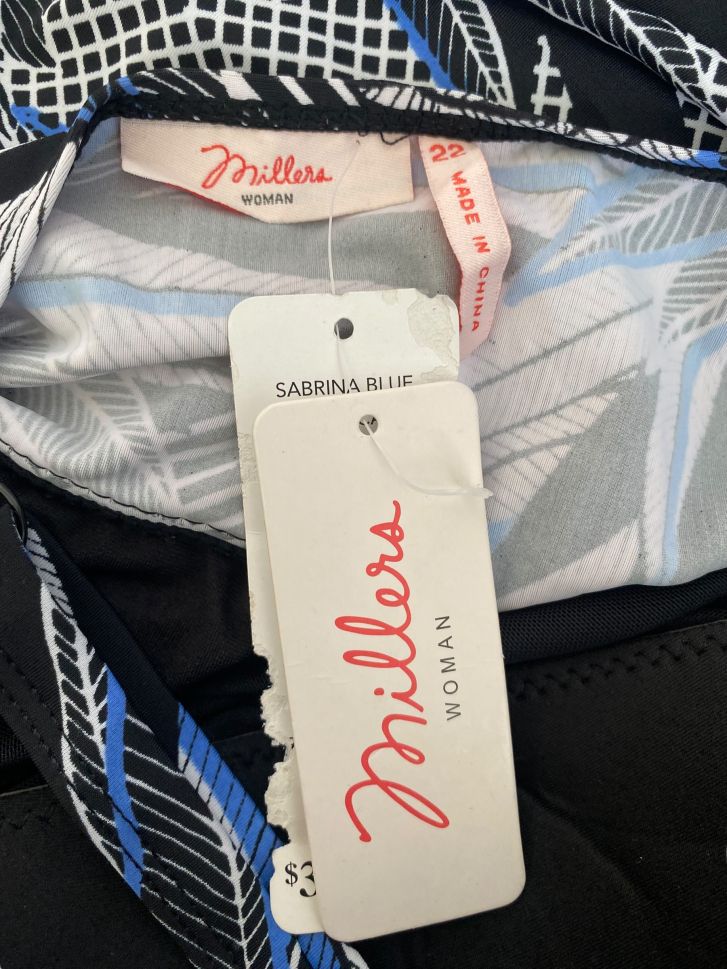 Millers
WOMAN
22
MADE IN CHINA
SABRINA BLUE
Millers
WOMAN
$3